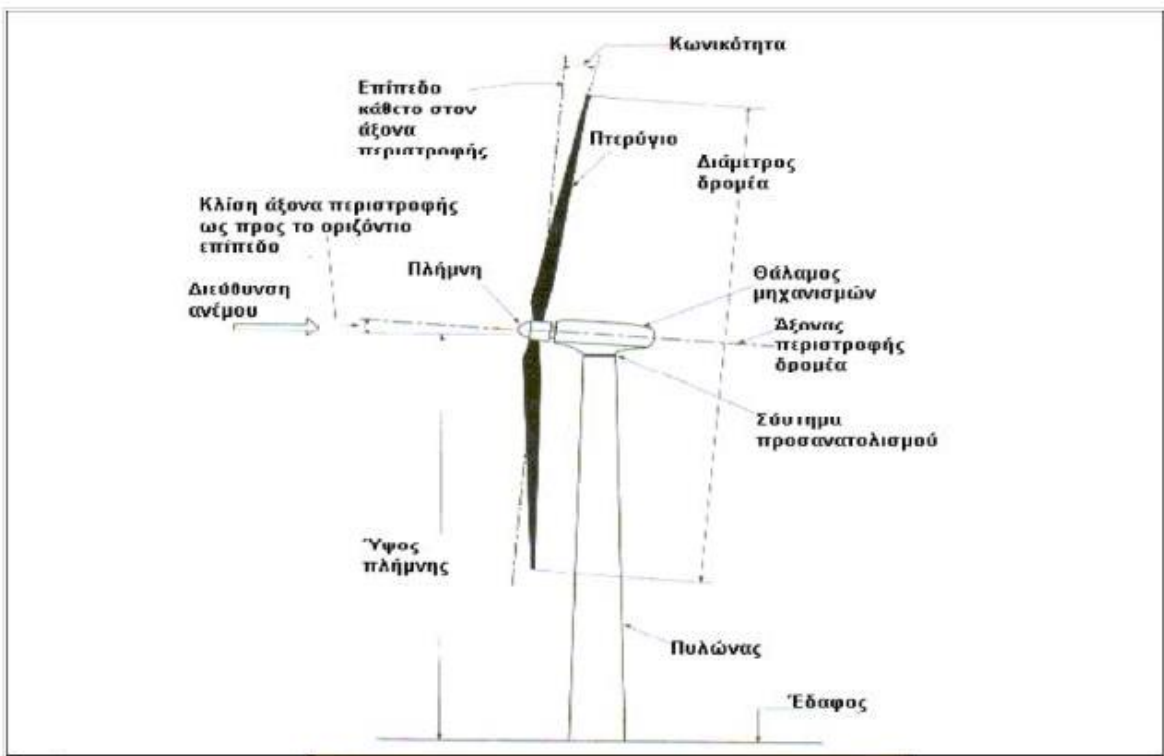 Κωνικότητα
Επίπεδο
κάθετο στον
άξονα
περιστροφής
Πτερύγιο
Διάμετρος
δρομέα
Κλίση άξονα περιστροφής
ως προς το οριζόντιο
επίπεδο
Πλήμνη
Θάλαμος
μηχανισμών
Διεύθυνση
ανέμου
Άξονας
περιστροφής
δρομέα
Σύστημα
προσανατολισμού
Ύψος
πλήμνης
Πυλώνας
Έδαφος